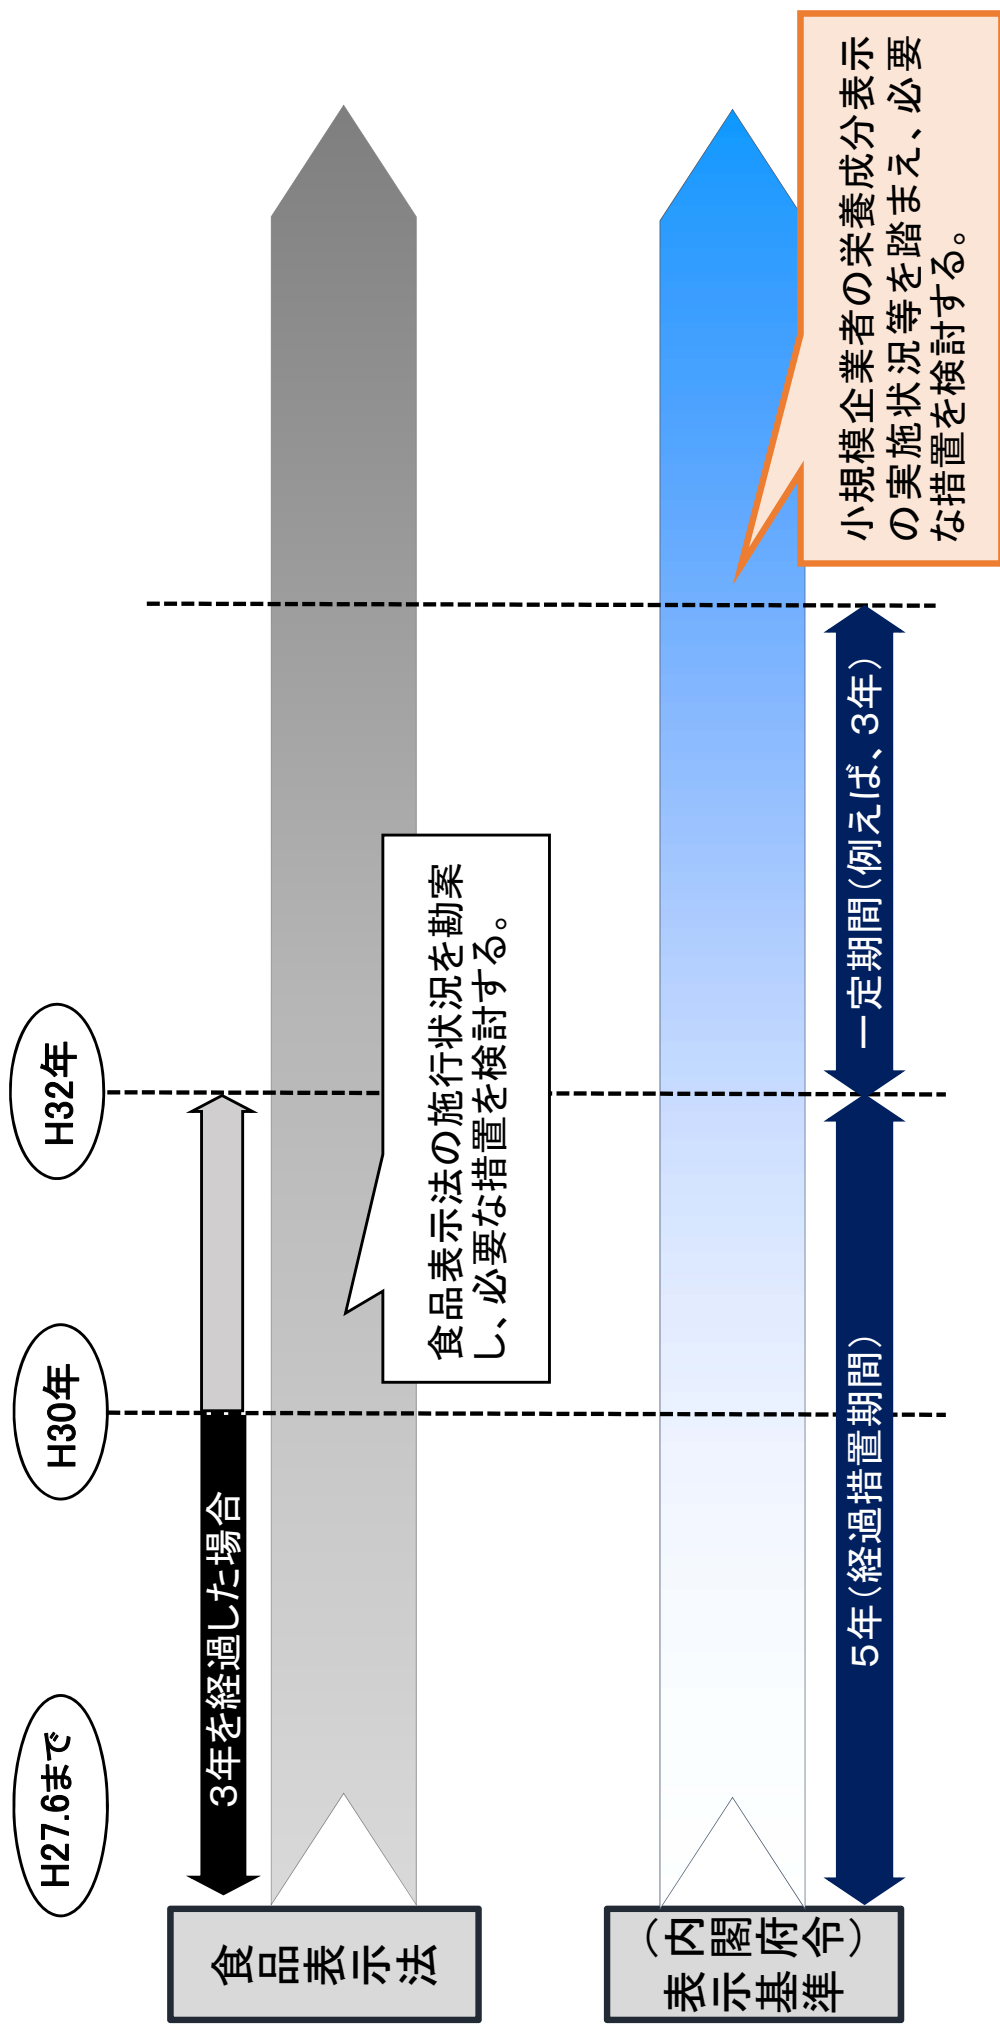 H27.6まで
H30年
H32年
3年を経過した場合
食品表示法
食品表示法の施行状況を勘案
し、必要な措置を検討する。
（内閣府令）
表示基準
小規模企業者の栄養成分表示
の実施状況等を踏まえ、必要
な措置を検討する。
5年（経過措置期間）
一定期間（例えば、3年）